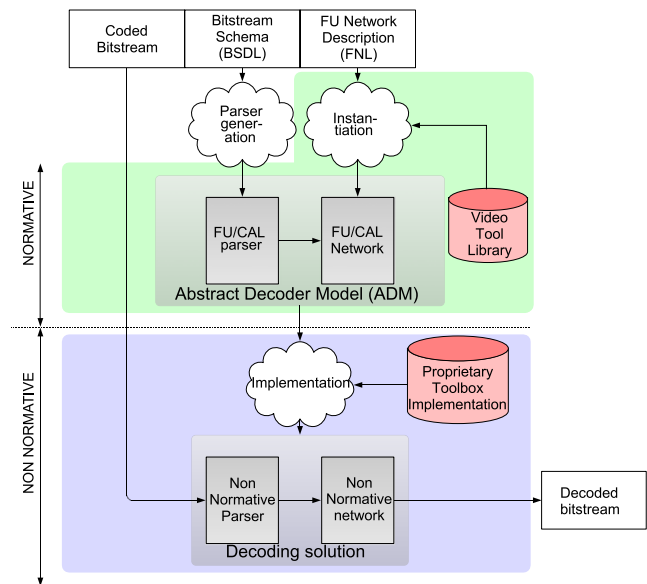 Coded
Bitstream
Bitstream
Schema
(BSDL)
FU Network
Description
(FNL)
Parser
gener-
ation
Instan-
tiation
NORMATIVE
FU/CAL
parser
FU/CAL
Network
Video
Tool
Library
Abstract Decoder Model (ADM)
NON NORMATIVE
Implementation
Proprietary
Toolbox
Implementation
Non
Normative
Parser
Non
Normative
network
Decoded
bitstream
Decoding solution